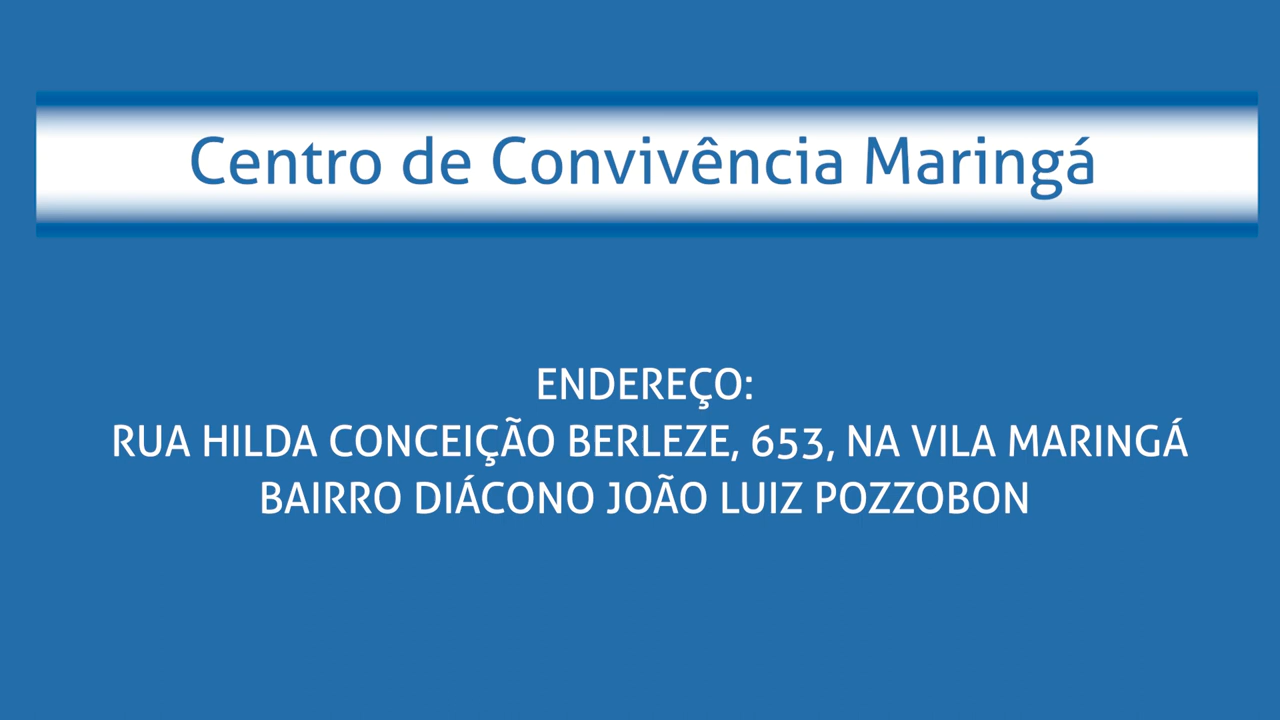 Centro de Convivência Maringá
ENDEREÇO:
RUA HILDA CONCEIÇÃO BERLEZE, 653, NA VILA MARINGÁ
BAIRRO DIÁCONO JOÃO LUIZ POZZOBON